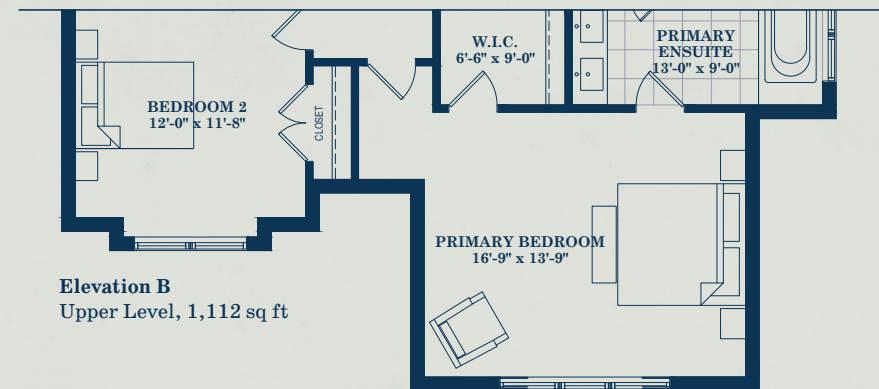 W.I.C.
6'-6" x 9'-0"
PRIMARY
ENSUITE
13'-0" x 9'-0"
BEDROOM 2
12'-0" x 11'-8"
CLOSET
PRIMARY BEDROOM
16'-9" x 13'-9"
Elevation B
Upper Level, 1,112 sq ft